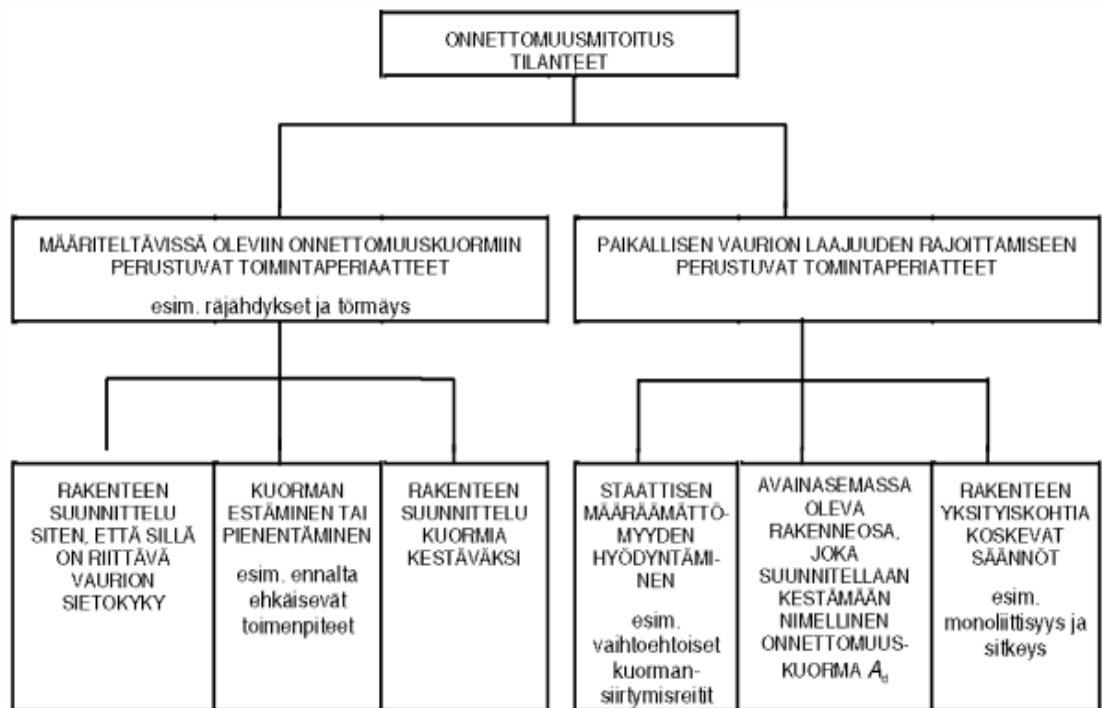 ONNETTOMUUSMITOITUS
TILANTEET
MÄÄRITELTÄVISSÄ OLEVIIN ONNETTOMUUSKUORMIIN
PERUSTUVAT TOIMINTAPERIAATTEET
esim. räjähdykset ja törmäys
PAIKALLISEN VAURION LAAJUUDEN RAJOITTAMISEEN
PERUSTUVAT TOMINTAPERIATTEET
RAKENTEEN
SUUNNITTELU
SITEN, ETTÄ SILLÄ
ON RIITTÄVÄ
VAURION
SIETOKYKY
KUORMAN
ESTÄMINEN TAI
PIENENTÄMINEN
esim. ennalta
ehkäisevät
toimenpiteet
RAKENTEEN
SUUNNITTELU
KUORMIA
KESTÄVÄKSI
STAATTISEN
MÄÄRÄÄMÄTTÖ-
MYYDEN
HYÖDYNTÄMI-
NEN
esim.
vaihtoehtoiset
kuorman-
siirtymisreitit
AVAINASEMASSA
OLEVA
RAKENNEOSA,
JOKA
SUUNNITELLAAN
KESTÄMÄÄN
NIMELLINEN
ONNETTOMUUS-
KUORMA Ad
RAKENTEEN
YKSITYISKOHTIA
KOSKEVAT
SÄÄNNÖT
esim.
monoliittisyys ja
sitkeys